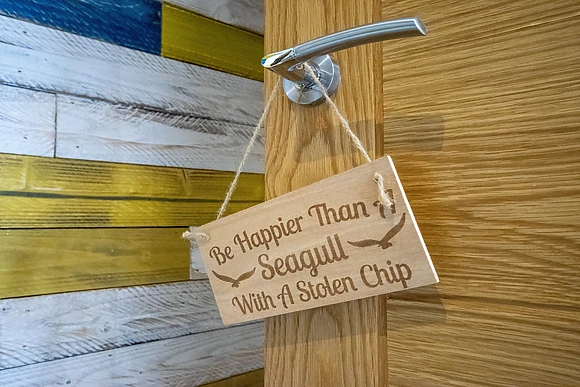 Be Happier Than A
Seagull
With A Stolen Chip